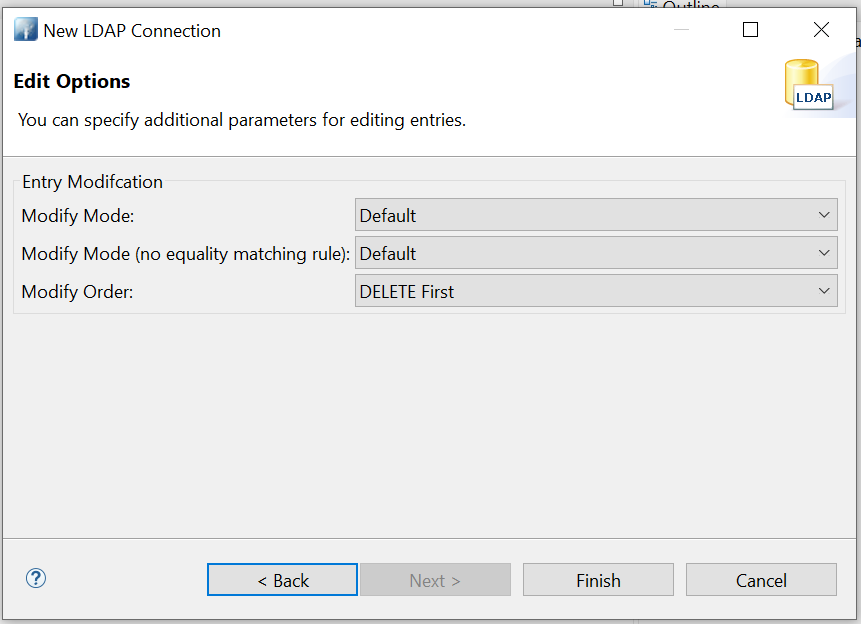 Outline
New LDAP Connection
Edit Options
You can specify additional parameters for editing entries.
LDAP
Entry Modifcation
Modify Mode: Default
Modify Mode (no equality matching rule): Default
Modify Order: DELETE First
? < Back Next > Finish Cancel